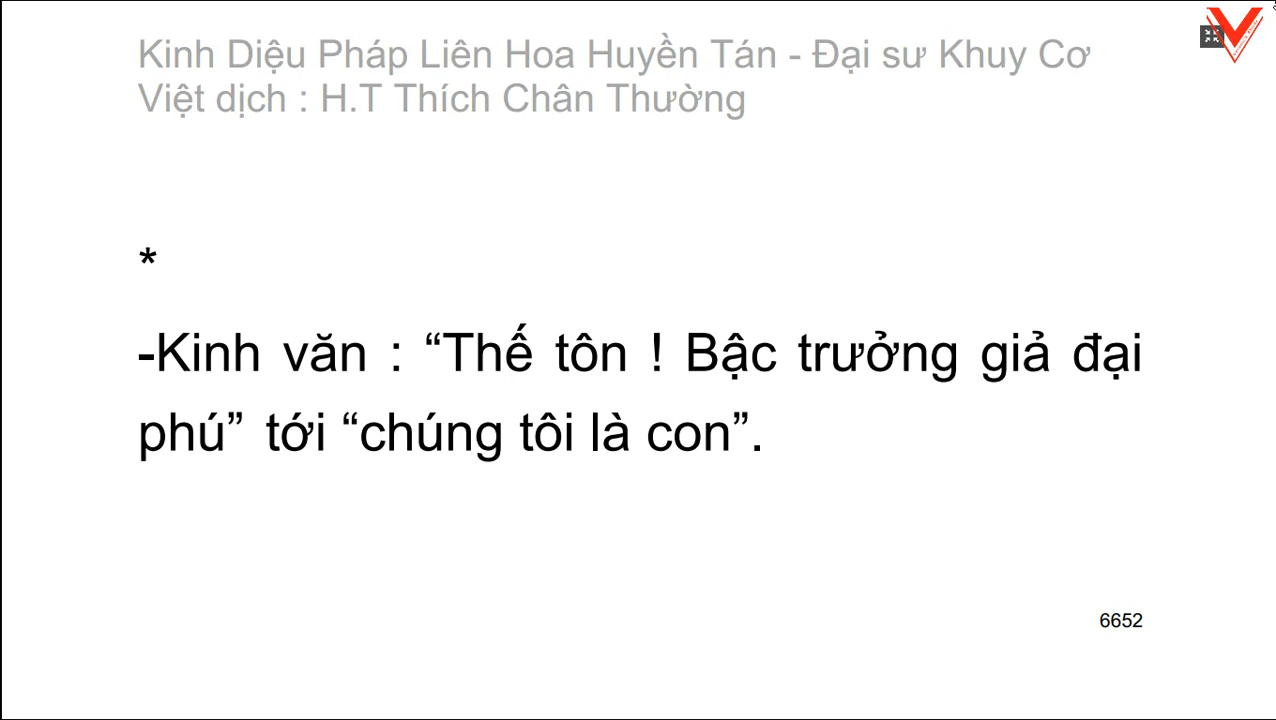 Kinh Diệu Pháp Liên Hoa Huyền Tán - Đại sư Khuy Cơ
Việt dịch : H.T Thích Chân Thường
*
-Kinh văn : “Thế tôn ! Bậc trưởng giả đại
phú” tới “chúng tôi là con”.
6652